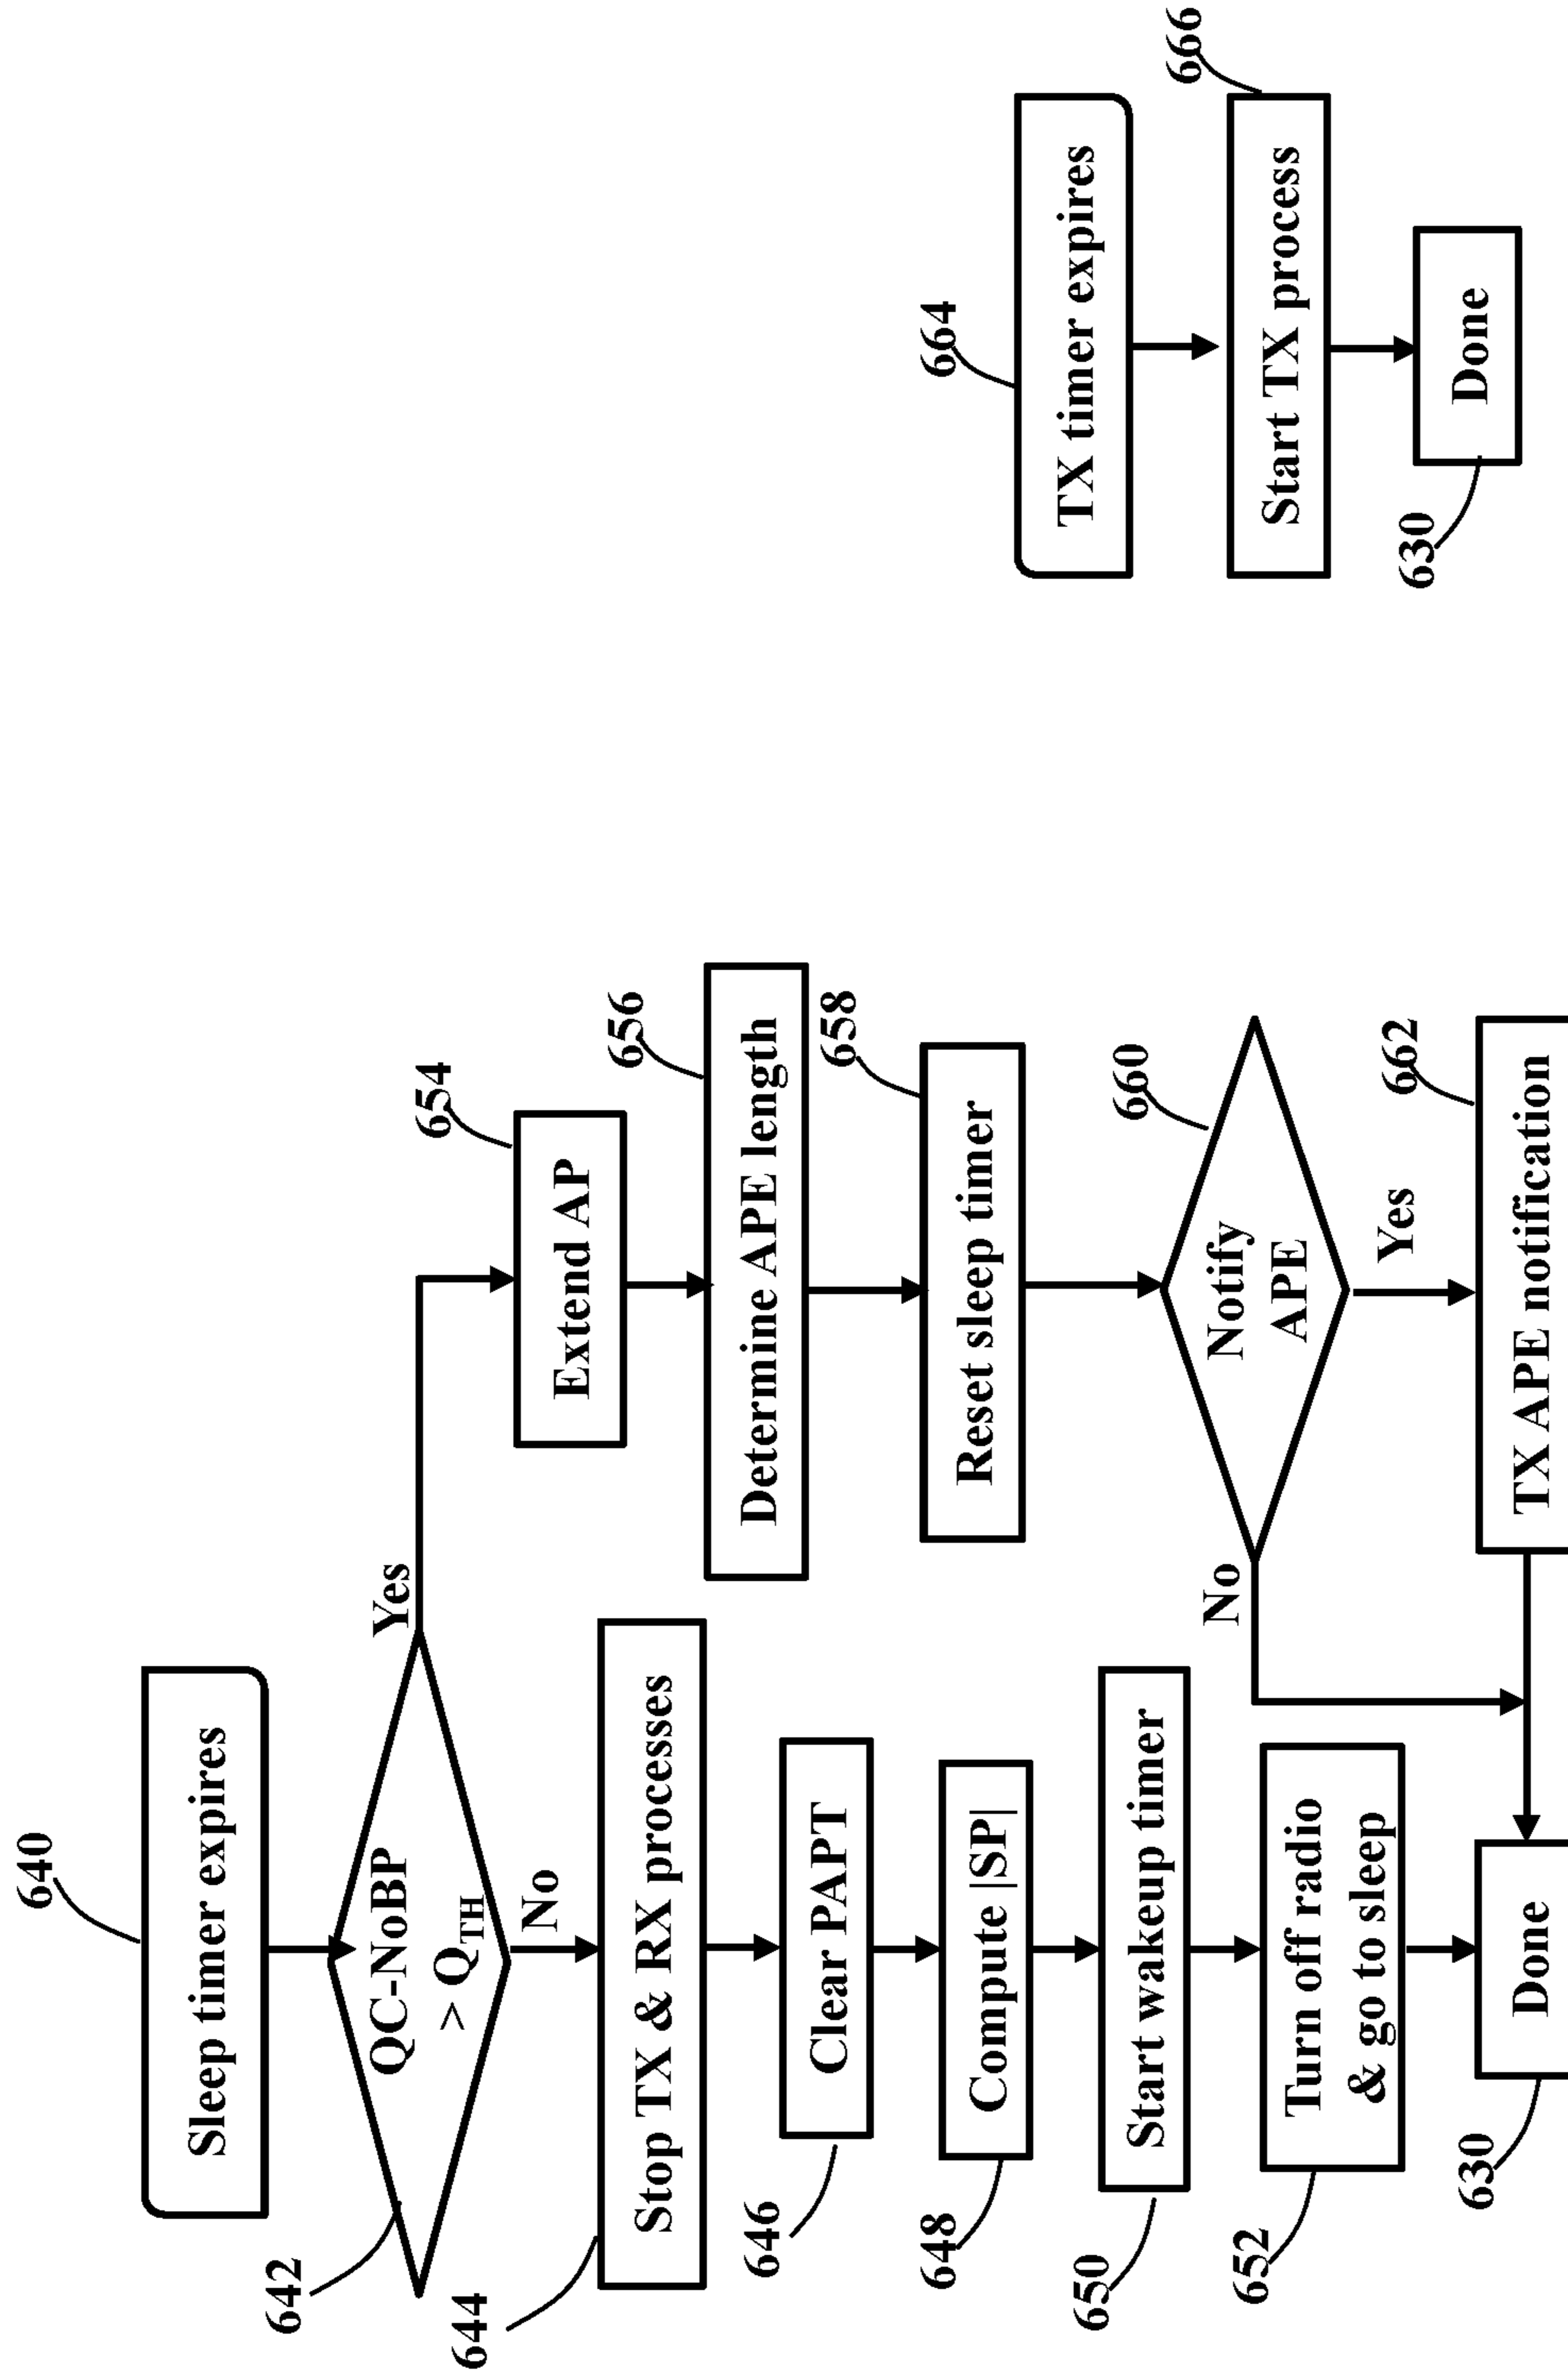 640
Sleep timer expires
642
QC-NoBP
> QTH
Yes
No
644
Stop TX & RX processes
646
Clear PAPT
648
Compute |SP|
650
Start wakeup timer
652
Turn off radio
& go to sleep
630
Done
654
Extend AP
656
Determine APE length
658
Reset sleep timer
660
Notify
APE
No
Yes
662
TX APE notification
664
TX timer expires
666
Start TX process
630
Done